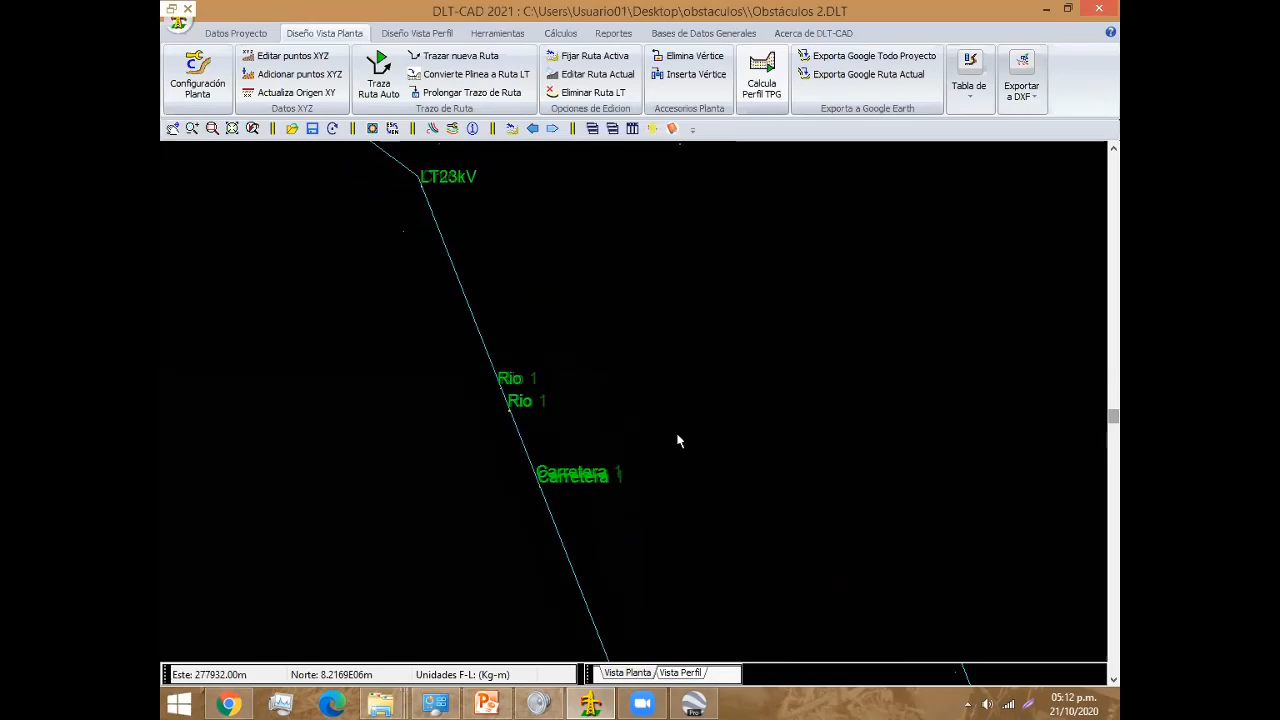 DLT-CAD 2021 : C:\Users\Usuario01\Desktop\obstaculos\\Obstáculos 2.DLT
Datos Proyecto
Diseño Vista Planta
Diseño Vista Perfil
Herramientas
Cálculos
Reportes
Bases de Datos Generales
Acerca de DLT-CAD
Configuración
Planta
Editar puntos XYZ
Adicionar puntos XYZ
Actualiza Origen XY
Datos XYZ
Traza
Ruta Auto
Trazar nueva Ruta
Convierte Plinea a Ruta LT
Prolongar Trazo de Ruta
Trazo de Ruta
Fijar Ruta Activa
Editar Ruta Actual
Eliminar Ruta LT
Opciones de Edicion
Elimina Vértice
Inserta Vértice
Accesorios Planta
Calcula
Perfil TPG
Exporta Google Todo Proyecto
Exporta Google Ruta Actual
Exporta a Google Earth
Tabla de
Exportar
a DXF
LT23kV
Rio 1
Rio 1
Carretera 1
Carretera 1
Este: 277932.00m
Norte: 8.2169E06m
Unidades F-L: (Kg-m)
Vista Planta
Vista Perfil
05:12 p.m.
21/10/2020